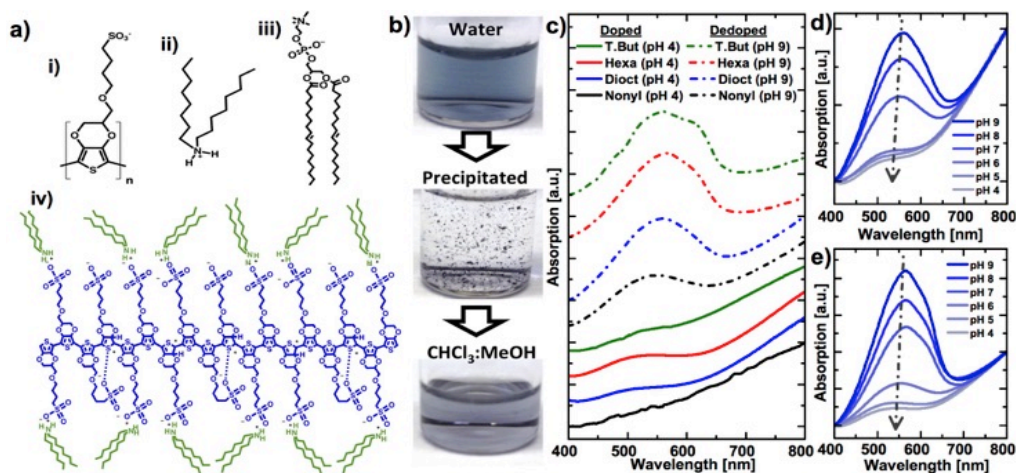 a)
i)
SO₃⁻
O
O O
S
n
ii)
N
H
H
iii)
N
O
P
O⁻
O
O
iv)
b)
Water
Precipitated
CHCl₃:MeOH
c)
Doped Dedoped
T.But (pH 4) T.But (pH 9)
Hexa (pH 4) Hexa (pH 9)
Dioct (pH 4) Dioct (pH 9)
Nonyl (pH 4) Nonyl (pH 9)
Absorption [a.u.]
400 500 600 700 800
nm
d)
Absorption [a.u.]
pH 9
pH 8
pH 7
pH 6
pH 5
pH 4
400 500 600 700 800
Wavelength [nm]
e)
Absorption [a.u.]
pH 9
pH 8
pH 7
pH 6
pH 5
pH 4
400 500 600 700 800
Wavelength [nm]